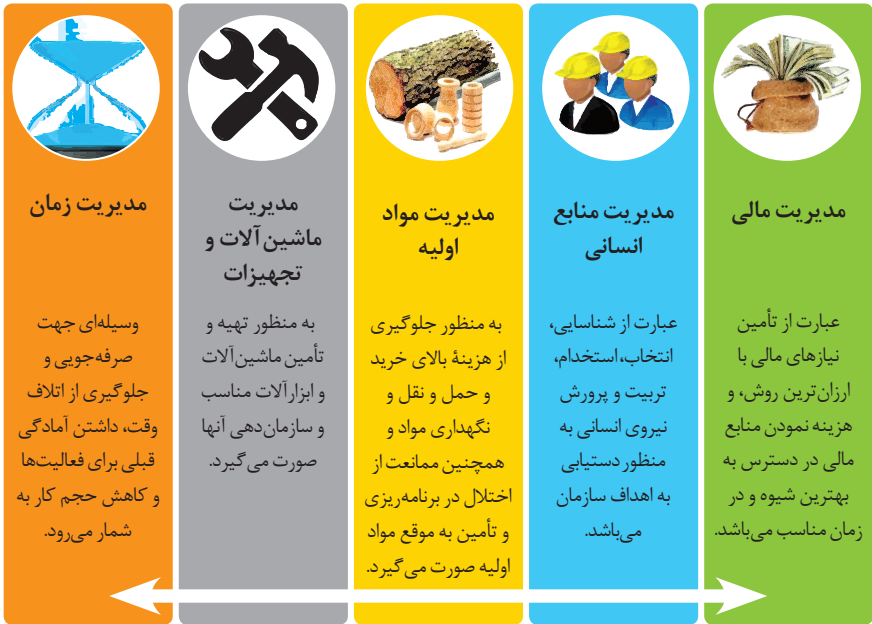 مدیریت مالی
عبارت از تأمین
نیازهای مالی با
ارزان‌ترین روش، و
هزینه نمودن منابع
مالی در دسترس به
بهترین شیوه و در
زمان مناسب می‌باشد.
مدیریت منابع
انسانی
عبارت از شناسایی،
انتخاب، استخدام،
تربیت و پرورش
نیروی انسانی به
منظور دستیابی
به اهداف سازمان
می‌باشد.
مدیریت مواد
اولیه
به منظور جلوگیری
از هزینهٔ بالای خرید
و حمل و نقل و
نگهداری مواد و
همچنین ممانعت از
اختلال در برنامه‌ریزی
و تأمین به موقع مواد
اولیه صورت می‌گیرد.
مدیریت
ماشین‌آلات و
تجهیزات
به منظور تهیه و
تأمین ماشین‌آلات
و ابزارآلات مناسب
و سازمان‌دهی آنها
صورت می‌گیرد.
مدیریت زمان
وسیله‌ای جهت
صرفه‌جویی و
جلوگیری از اتلاف
وقت، داشتن آمادگی
قبلی برای فعالیت‌ها
و کاهش حجم کار به
شمار می‌رود.